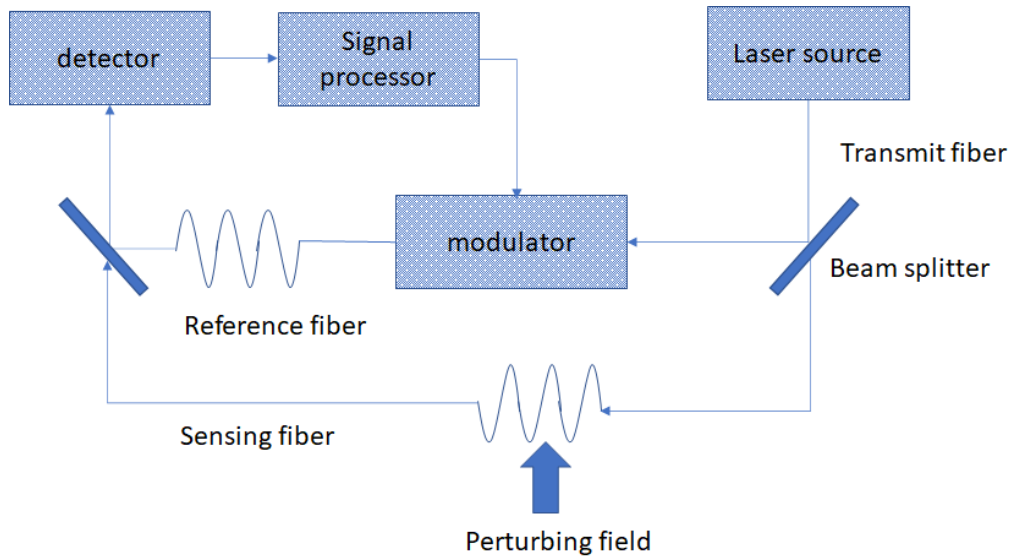 detector
Signal
processor
Laser source
Transmit fiber
modulator
Beam splitter
Reference fiber
Sensing fiber
Perturbing field